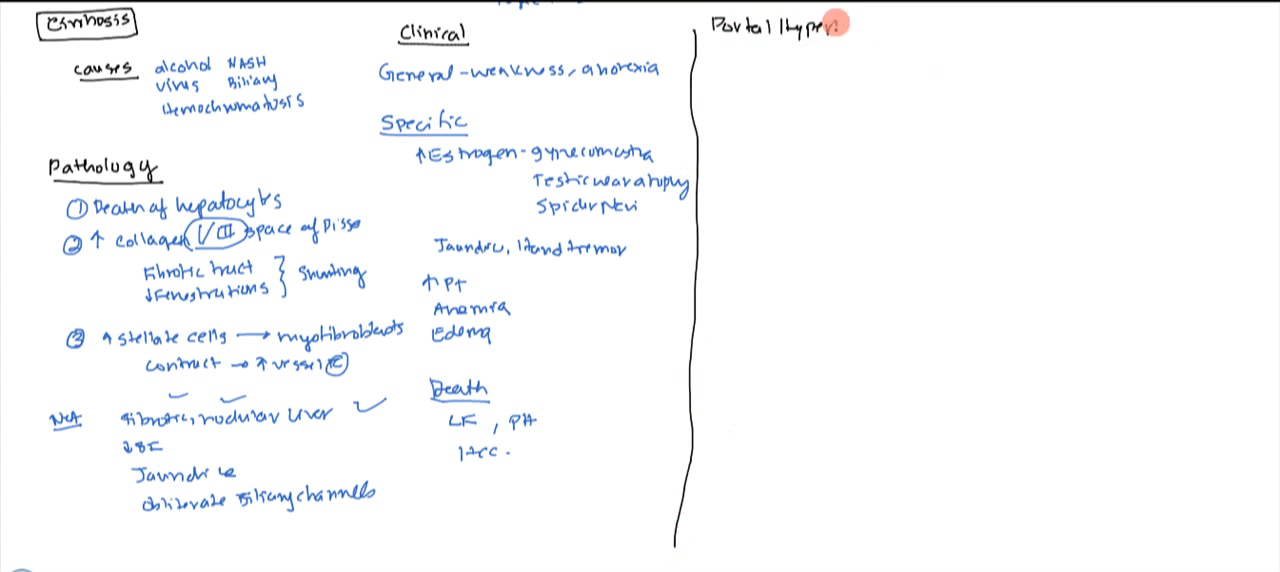 Cirrhosis
causes alcohol NASH
virus Biliary
Hemochromatosis
Pathology
① Death of hepatocyts
② ↑ collagen I/III space of Disse
Fibrotic tract
↓Fenestrations } Shunting
③ ↑ stellate cells → myofibroblasts
contract → ↑ vessel Ⓡ
Net fibrotic, nodular liver
Jaundice
obliterate Biliary channels
Clinical
General - weakness, anorexia
Specific
↑Estrogen - gynecomastia
Testicular atrophy
Spider Nevi
Jaundice, Hand tremor
↑ PT
Anemia
Edema
Death
LF, PH
HCC.
Portal Hyper